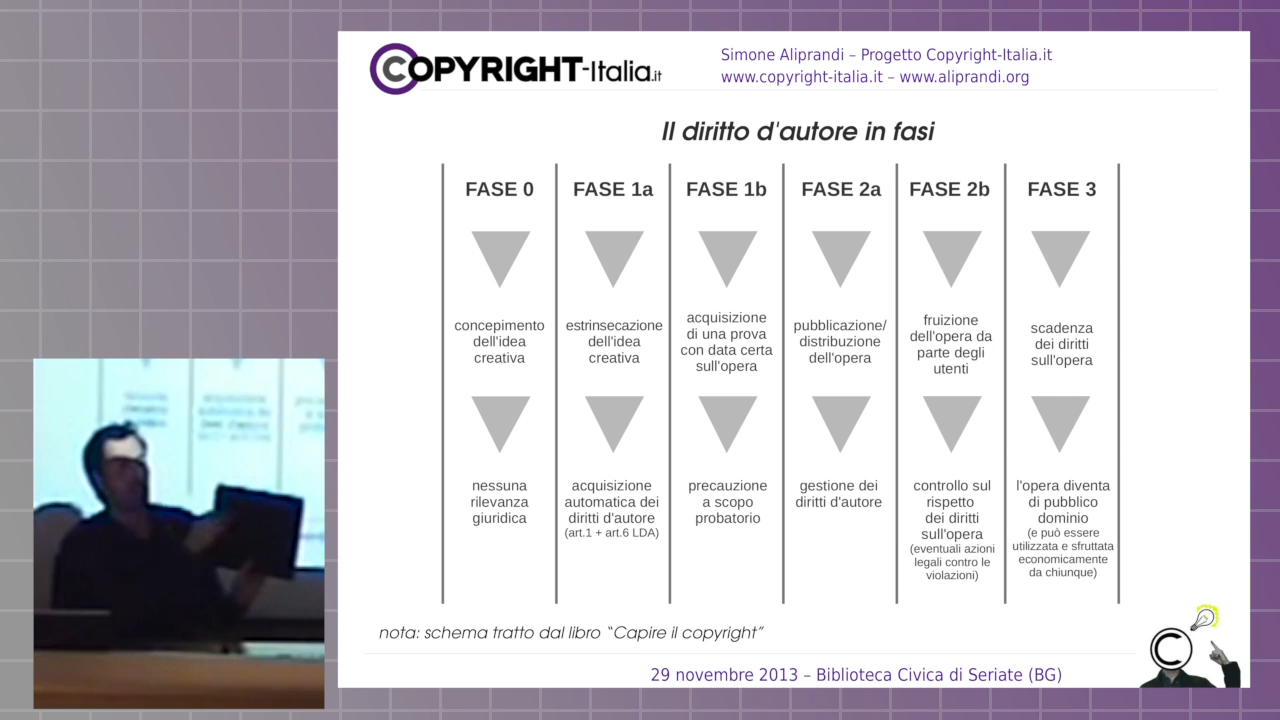 COPYRIGHT-Italia.it
Simone Aliprandi – Progetto Copyright-Italia.it
www.copyright-italia.it – www.aliprandi.org
Il diritto d'autore in fasi
FASE 0
concepimento
dell'idea
creativa
nessuna
rilevanza
giuridica
FASE 1a
estrinsecazione
dell'idea
creativa
acquisizione
automatica dei
diritti d'autore
(art.1 + art.6 LDA)
FASE 1b
acquisizione
di una prova
con data certa
sull'opera
precauzione
a scopo
probatorio
FASE 2a
pubblicazione/
distribuzione
dell'opera
gestione dei
diritti d'autore
FASE 2b
fruizione
dell'opera da
parte degli
utenti
controllo sul
rispetto
dei diritti
sull'opera
(eventuali azioni
legali contro le
violazioni)
FASE 3
scadenza
dei diritti
sull'opera
l'opera diventa
di pubblico
dominio
(e può essere
utilizzata e sfruttata
economicamente
da chiunque)
nota: schema tratto dal libro “Capire il copyright”
29 novembre 2013 – Biblioteca Civica di Seriate (BG)
C